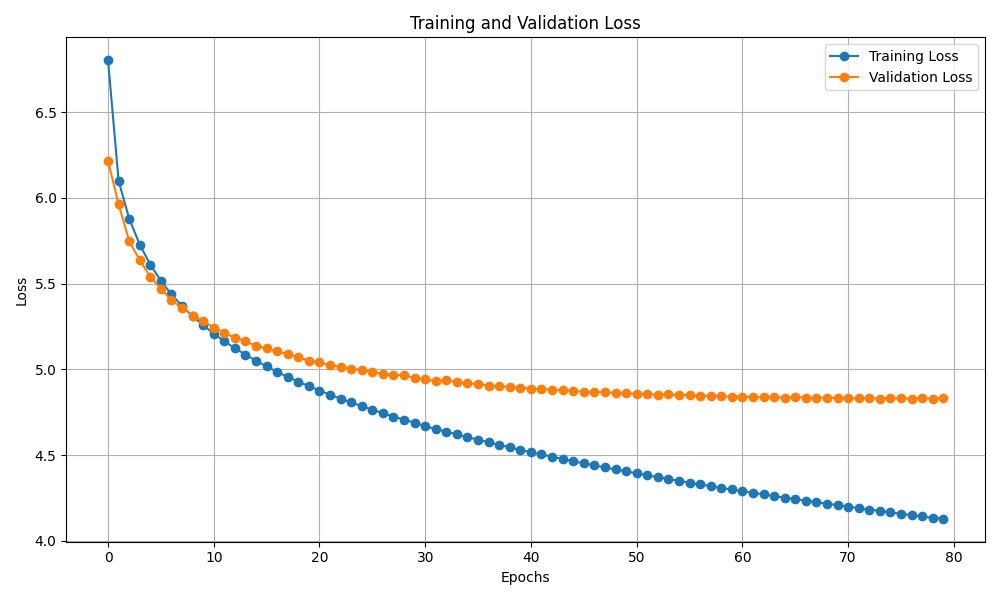 Training and Validation Loss
Training Loss
Validation Loss
6.5
6.0
5.5
5.0
4.5
4.0
Loss
0 10 20 30 40 50 60 70 80
Epochs